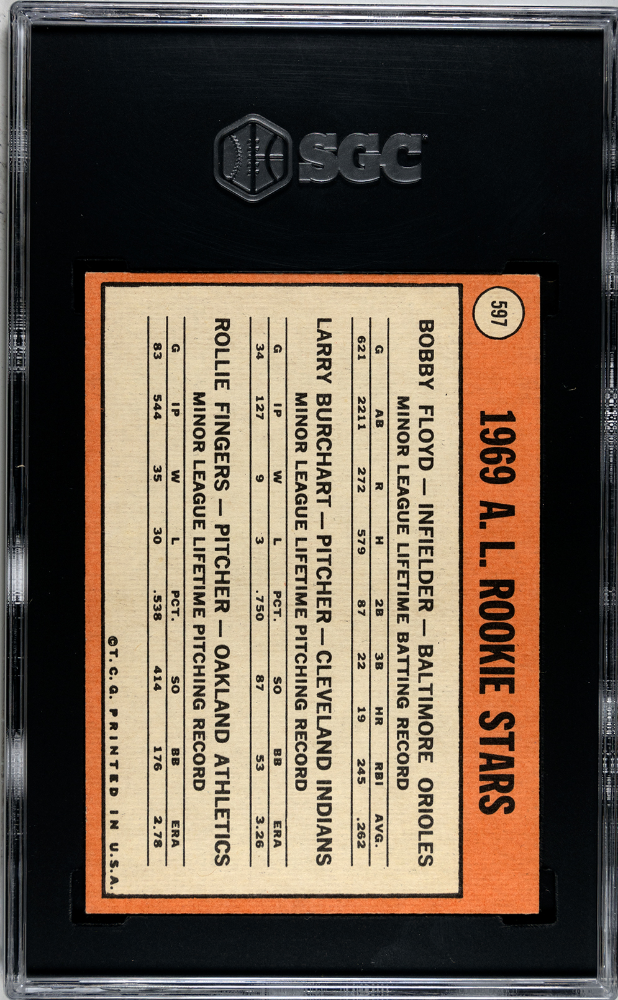 SGC
597
1969 A. L. ROOKIE STARS
BOBBY FLOYD — INFIELDER — BALTIMORE ORIOLES
MINOR LEAGUE LIFETIME BATTING RECORD
G AB R H 2B 3B HR RBI AVG.
621 2211 272 579 87 22 19 245 .262
LARRY BURCHART — PITCHER — CLEVELAND INDIANS
MINOR LEAGUE LIFETIME PITCHING RECORD
G IP W L PCT. SO BB ERA
34 127 9 3 .750 87 53 3.26
ROLLIE FINGERS — PITCHER — OAKLAND ATHLETICS
MINOR LEAGUE LIFETIME PITCHING RECORD
G IP W L PCT. SO BB ERA
83 544 35 30 .538 414 176 2.78
©T.C.G. PRINTED IN U.S.A.